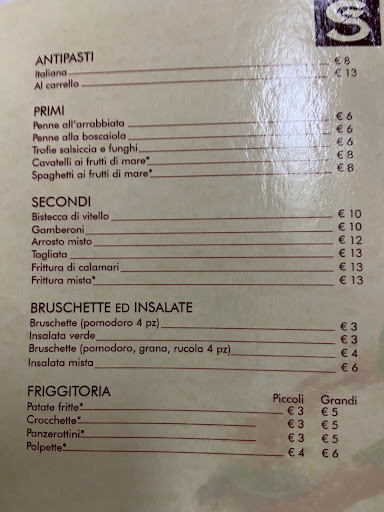 S
ANTIPASTI
Italiana € 8
Al carrello € 13
PRIMI
Penne all'arrabbiata € 6
Penne alla boscaiola € 6
Trofie salsiccia e funghi € 6
Cavatelli ai frutti di mare* € 8
Spaghetti ai frutti di mare* € 8
SECONDI
Bistecca di vitello € 10
Gamberoni € 10
Arrosto misto € 12
Tagliata € 13
Frittura di calamari € 13
Frittura mista* € 13
BRUSCHETTE ED INSALATE
Bruschette (pomodoro 4 pz) € 3
Insalata verde € 3
Bruschette (pomodoro, grana, rucola 4 pz) € 4
Insalata mista € 6
FRIGGITORIA Piccoli Grandi
Patate fritte* € 3 € 5
Crocchette* € 3 € 5
Panzerottini* € 3 € 5
Polpette* € 4 € 6